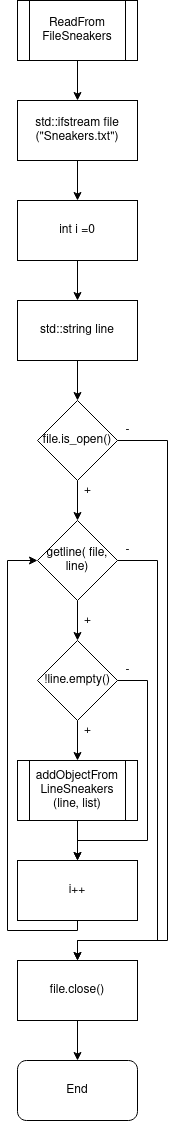 ReadFrom
FileSneakers
std::ifstream file
("Sneakers.txt")
int i =0
std::string line
file.is_open()
-
+
getline( file,
line)
-
+
!line.empty()
-
+
addObjectFrom
LineSneakers
(line, list)
i++
file.close()
End